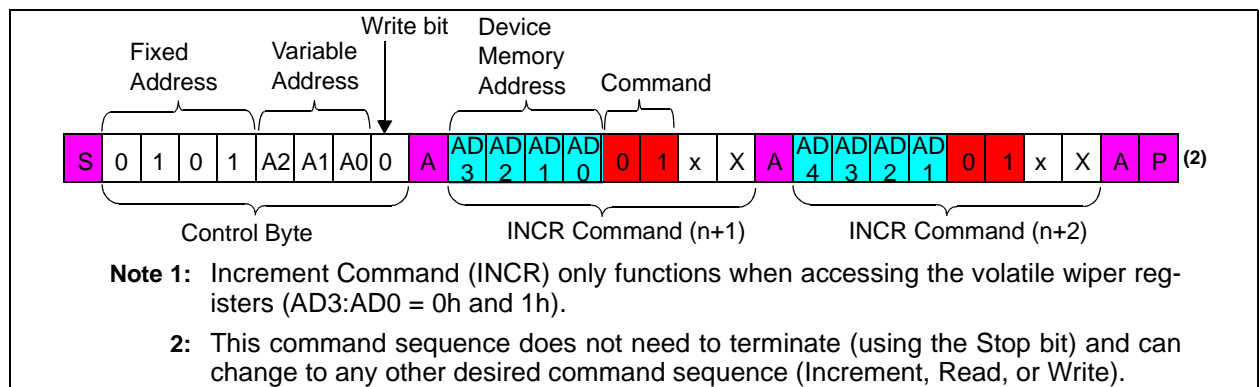 Write bit
Device
Memory
Address
Fixed
Address
Variable
Address
Command
S 0 1 0 1 A2 A1 A0 0 A AD3 AD2 AD1 AD0 0 1 x X A AD4 AD3 AD2 AD1 0 1 x X A P (2)
Control Byte INCR Command (n+1) INCR Command (n+2)
Note 1: Increment Command (INCR) only functions when accessing the volatile wiper reg-
isters (AD3:AD0 = 0h and 1h).
2: This command sequence does not need to terminate (using the Stop bit) and can
change to any other desired command sequence (Increment, Read, or Write).